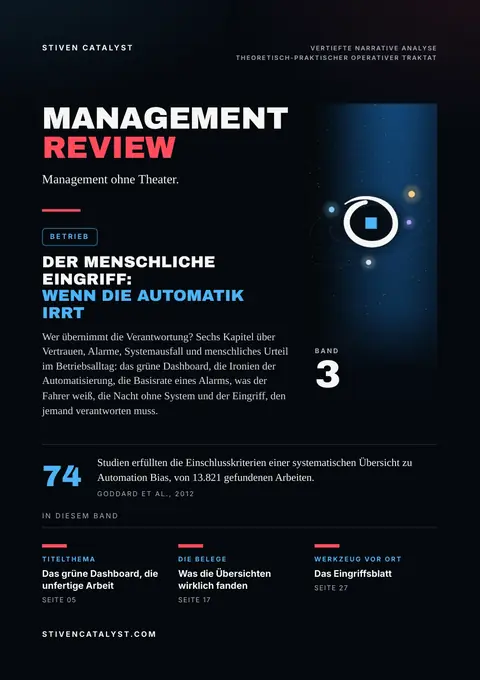 STIVEN CATALYST
VERTIEFTE NARRATIVE ANALYSE
THEORETISCH-PRAKTISCHER OPERATIVER TRAKTAT
MANAGEMENT
REVIEW
Management ohne Theater.
BETRIEB
DER MENSCHLICHE
EINGRIFF:
WENN DIE AUTOMATIK
IRRT
Wer übernimmt die Verantwortung? Sechs Kapitel über
Vertrauen, Alarme, Systemausfall und menschliches Urteil
im Betriebsalltag: das grüne Dashboard, die Ironien der
Automatisierung, die Basisrate eines Alarms, was der
Fahrer weiß, die Nacht ohne System und der Eingriff, den
jemand verantworten muss.
BAND
3
74
Studien erfüllten die Einschlusskriterien einer systematischen Übersicht zu
Automation Bias, von 13.821 gefundenen Arbeiten.
GODDARD ET AL., 2012
IN DIESEM BAND
TITELTHEMA
Das grüne Dashboard, die
unfertige Arbeit
SEITE 05
DIE BELEGE
Was die Übersichten
wirklich fanden
SEITE 17
WERKZEUG VOR ORT
Das Eingriffsblatt
SEITE 27
STIVENCATALYST.COM